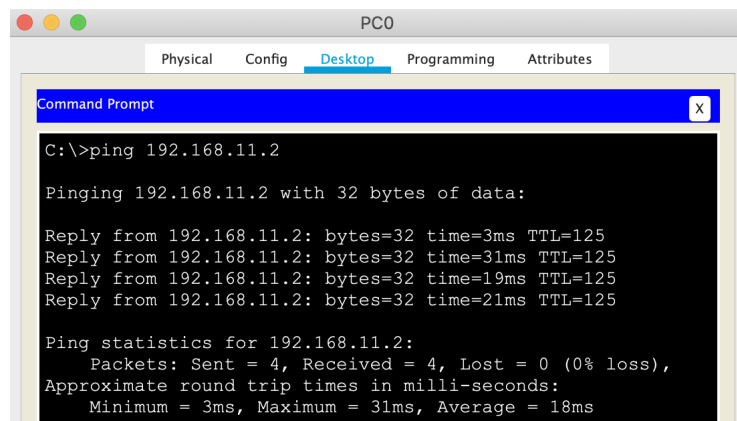 PC0
Physical Config Desktop Programming Attributes
Command Prompt
X
C:\>ping 192.168.11.2
Pinging 192.168.11.2 with 32 bytes of data:
Reply from 192.168.11.2: bytes=32 time=3ms TTL=125
Reply from 192.168.11.2: bytes=32 time=31ms TTL=125
Reply from 192.168.11.2: bytes=32 time=19ms TTL=125
Reply from 192.168.11.2: bytes=32 time=21ms TTL=125
Ping statistics for 192.168.11.2:
Packets: Sent = 4, Received = 4, Lost = 0 (0% loss),
Approximate round trip times in milli-seconds:
Minimum = 3ms, Maximum = 31ms, Average = 18ms